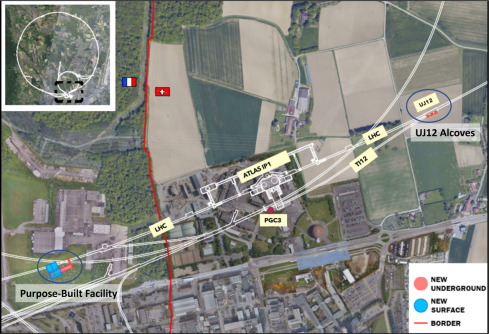 UJ12
UJ12 Alcoves
LHC
TI12
ATLAS IP1
PGC3
LHC
Purpose-Built Facility
NEW
UNDERGROUND
NEW
SURFACE
BORDER